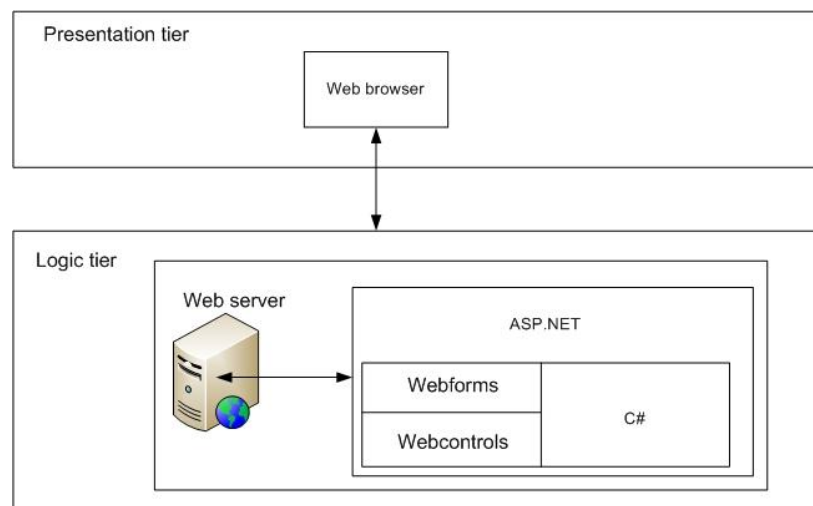 Presentation tier
Web browser
Logic tier
Web server
ASP.NET
Webforms
Webcontrols
C#